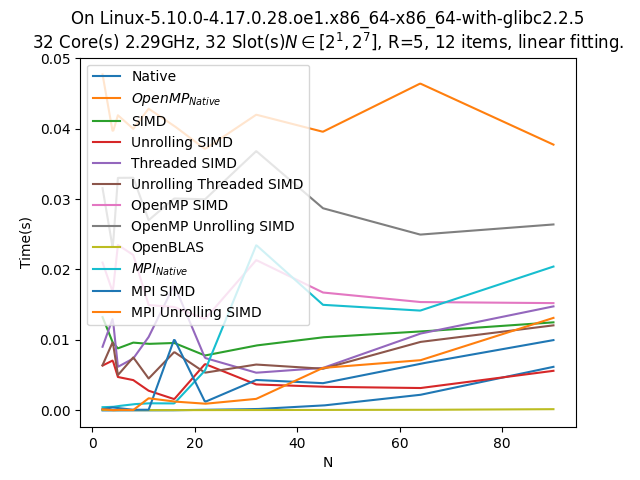 On Linux-5.10.0-4.17.0.28.oe1.x86_64-x86_64-with-glibc2.2.5
32 Core(s) 2.29GHz, 32 Slot(s)N ∈ [2^1, 2^7], R=5, 12 items, linear fitting.
Time(s)
0.05
0.04
0.03
0.02
0.01
0.00
Native
OpenMP_Native
SIMD
Unrolling SIMD
Threaded SIMD
Unrolling Threaded SIMD
OpenMP SIMD
OpenMP Unrolling SIMD
OpenBLAS
MPI_Native
MPI SIMD
MPI Unrolling SIMD
0 20 40 60 80
N